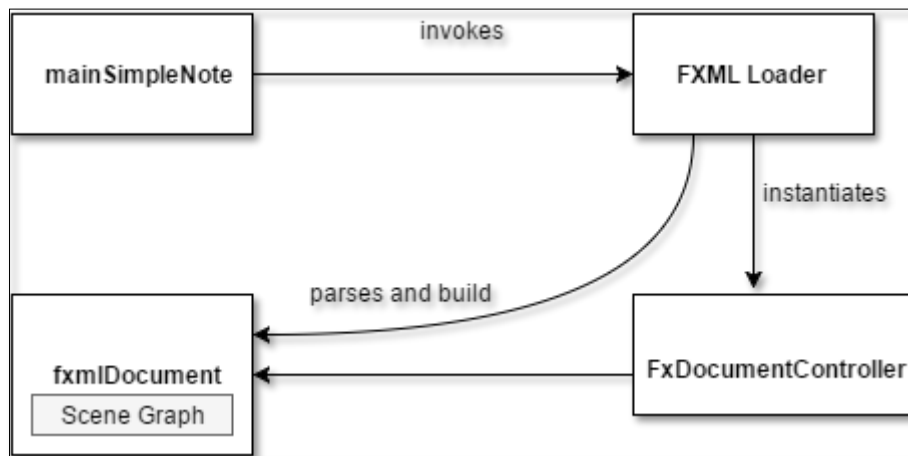 invokes
mainSimpleNote
FXML Loader
instantiates
parses and build
fxmlDocument
FxDocumentController
Scene Graph